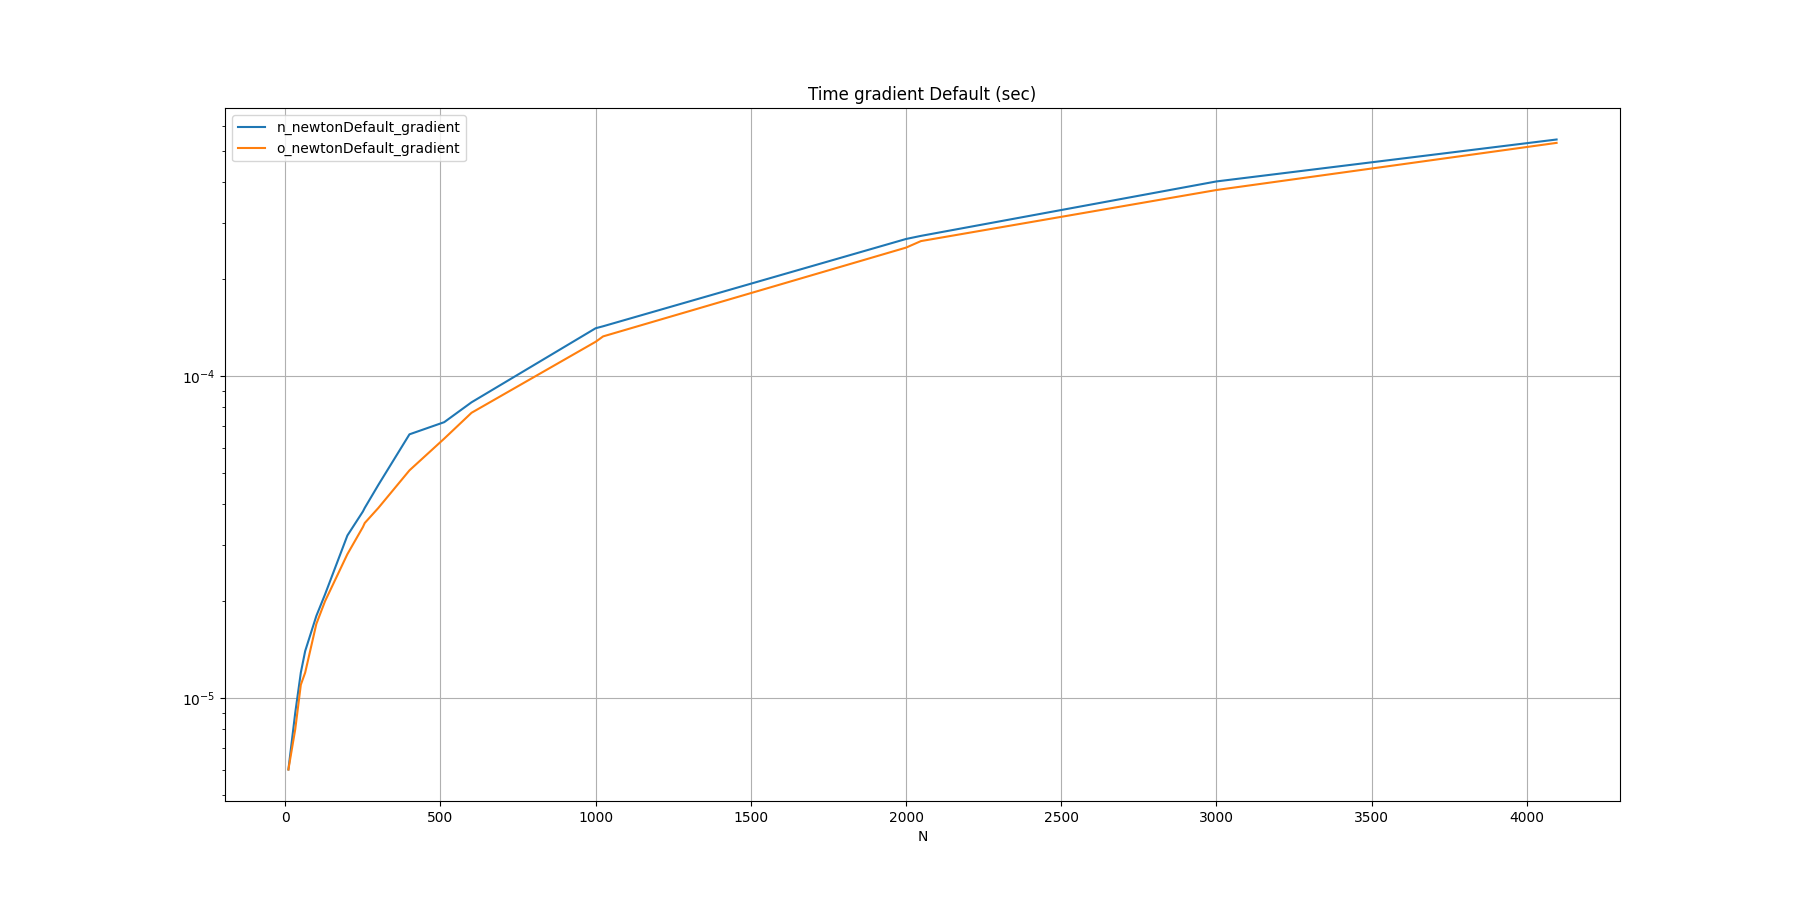 Time gradient Default (sec)
n_newtonDefault_gradient
o_newtonDefault_gradient
10⁻⁴
10⁻⁵
0 500 1000 1500 2000 2500 3000 3500 4000
N